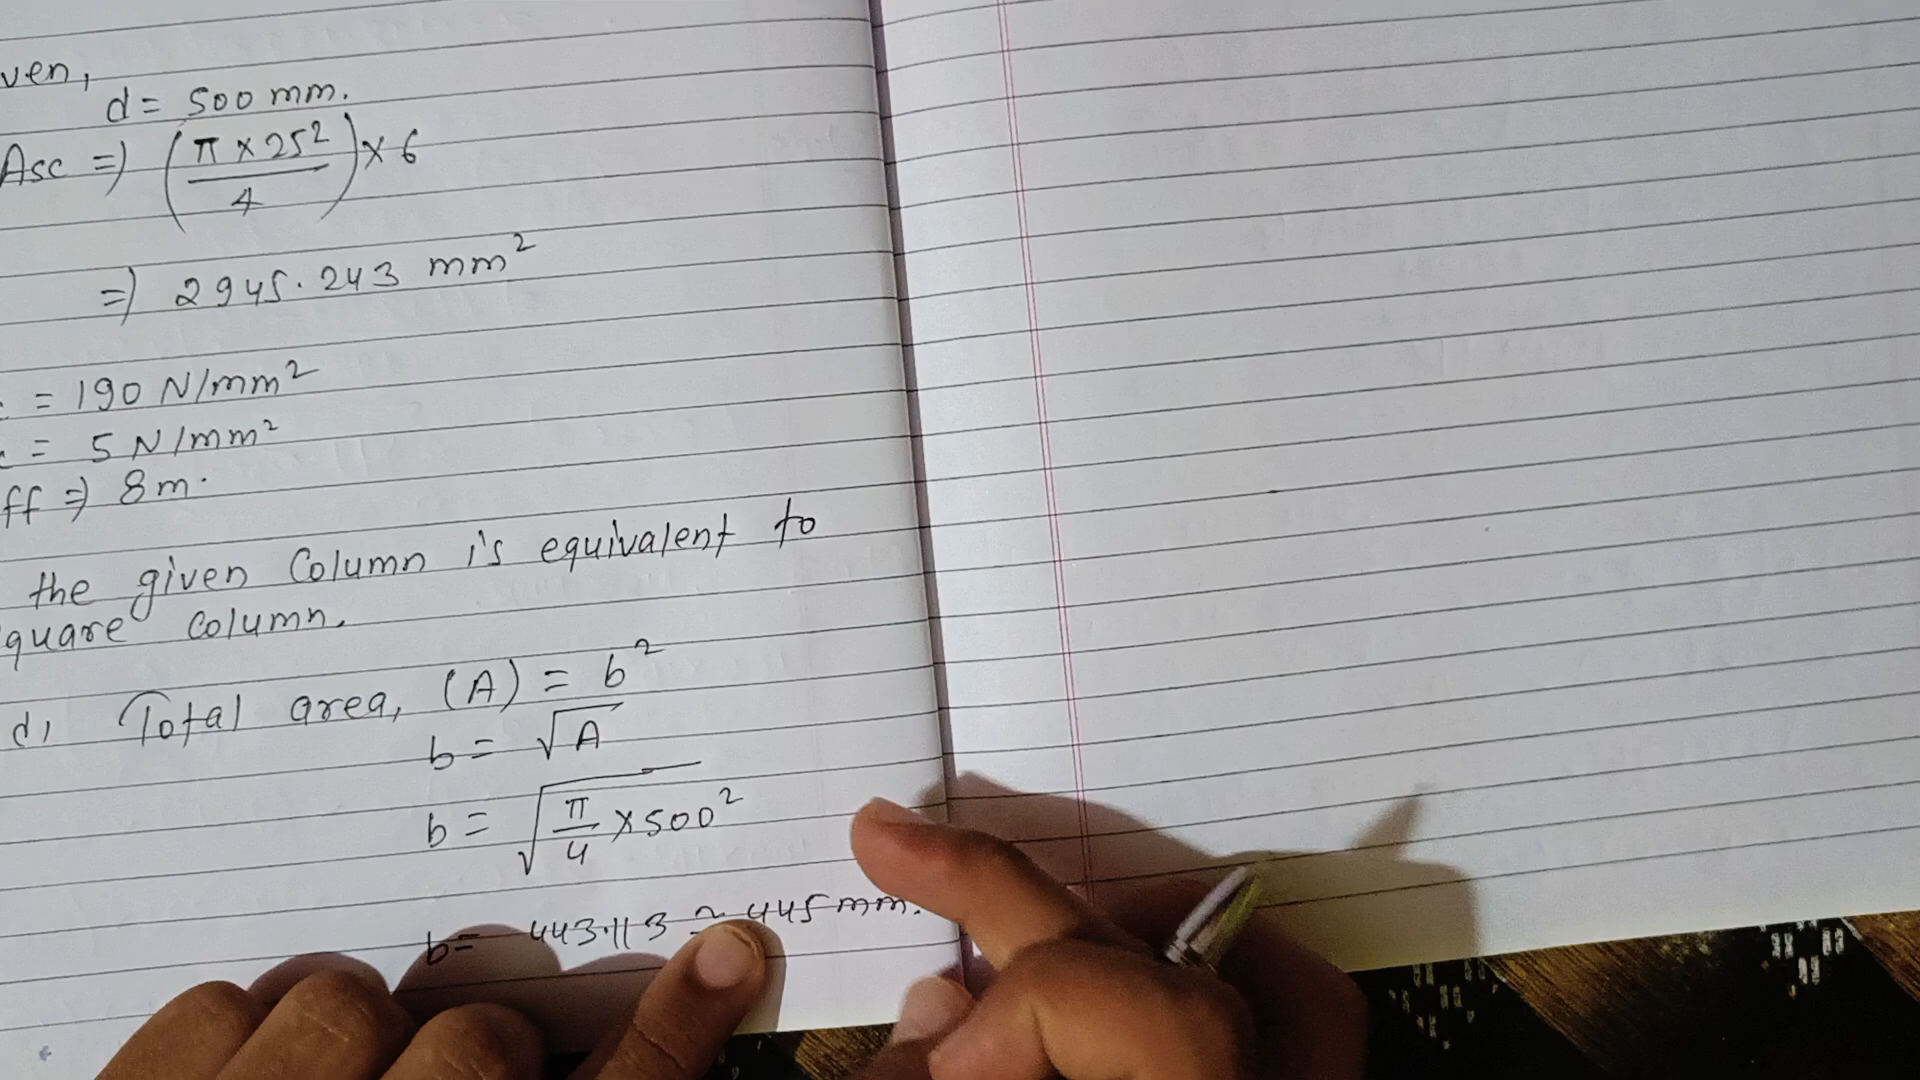 ven,
d = 500 mm.
Asc => (π × 25² / 4) × 6
=> 2945.243 mm²
= 190 N/mm²
= 5 N/mm²
ff => 8m.
the given Column is equivalent to
quare column.
d, Total area, (A) = b²
b = √A
b = √(π/4 × 500²)
b = 443.113 ≃ 445 mm.